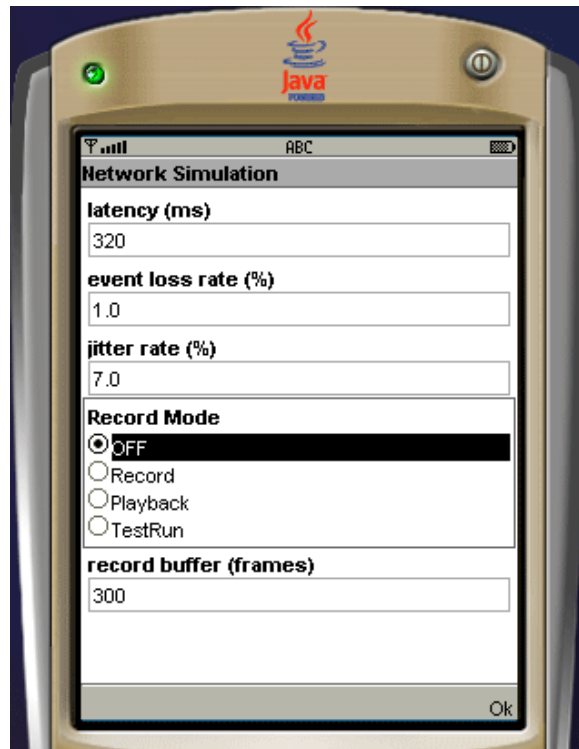 Java
POWERED
ABC
Network Simulation
latency (ms)
320
event loss rate (%)
1.0
jitter rate (%)
7.0
Record Mode
OFF
Record
Playback
TestRun
record buffer (frames)
300
Ok